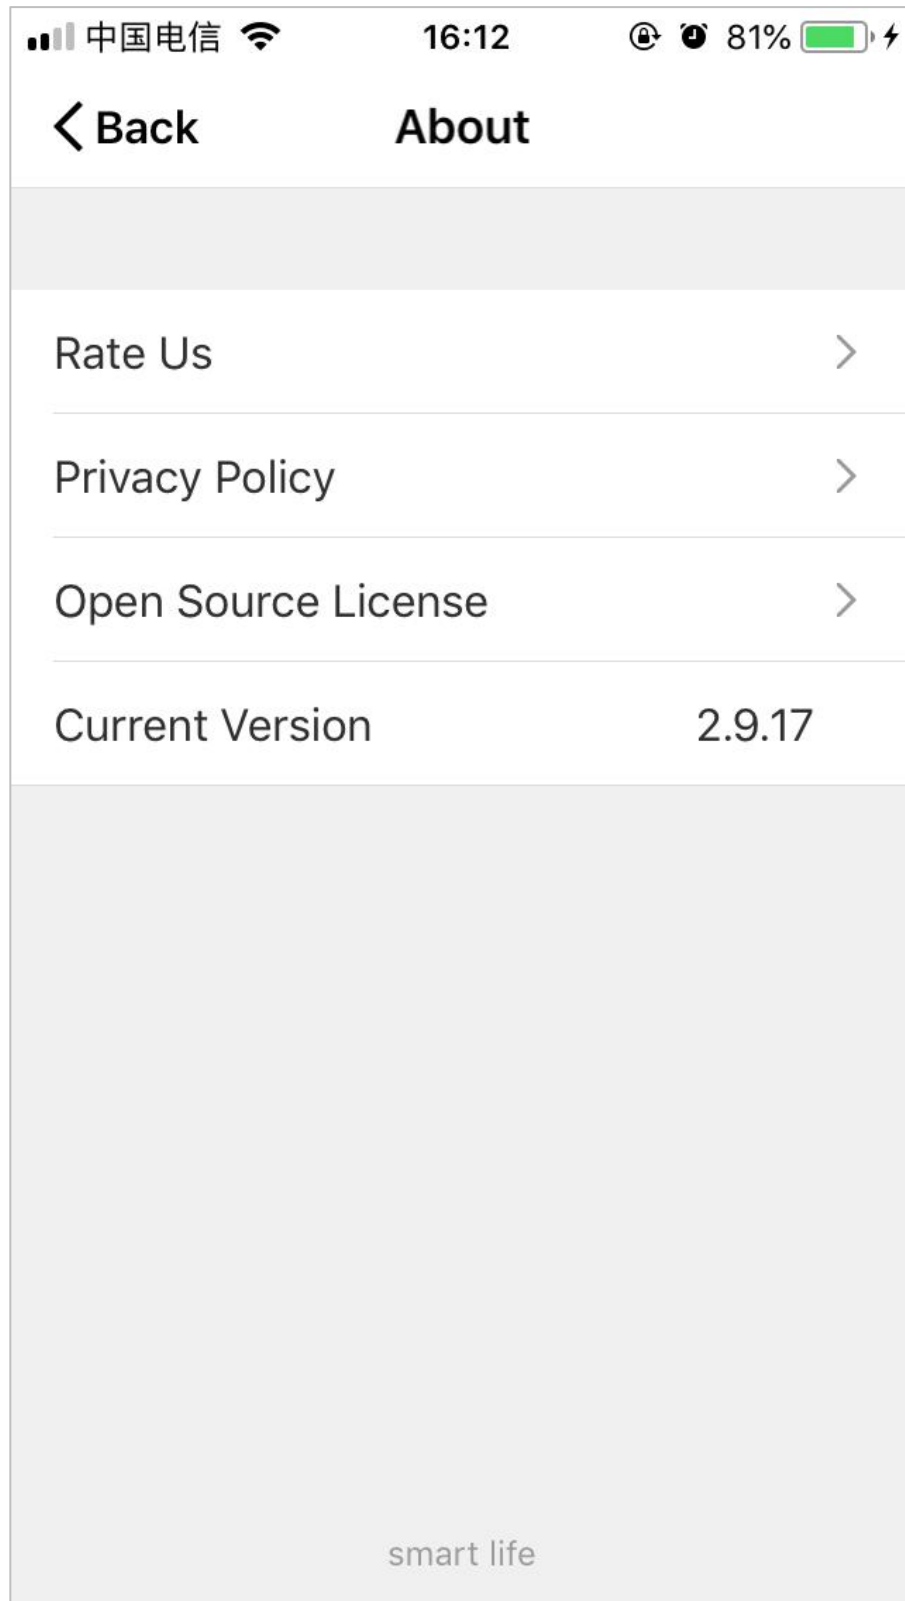 中国电信 16:12 81%
Back About
Rate Us
Privacy Policy
Open Source License
Current Version 2.9.17
smart life